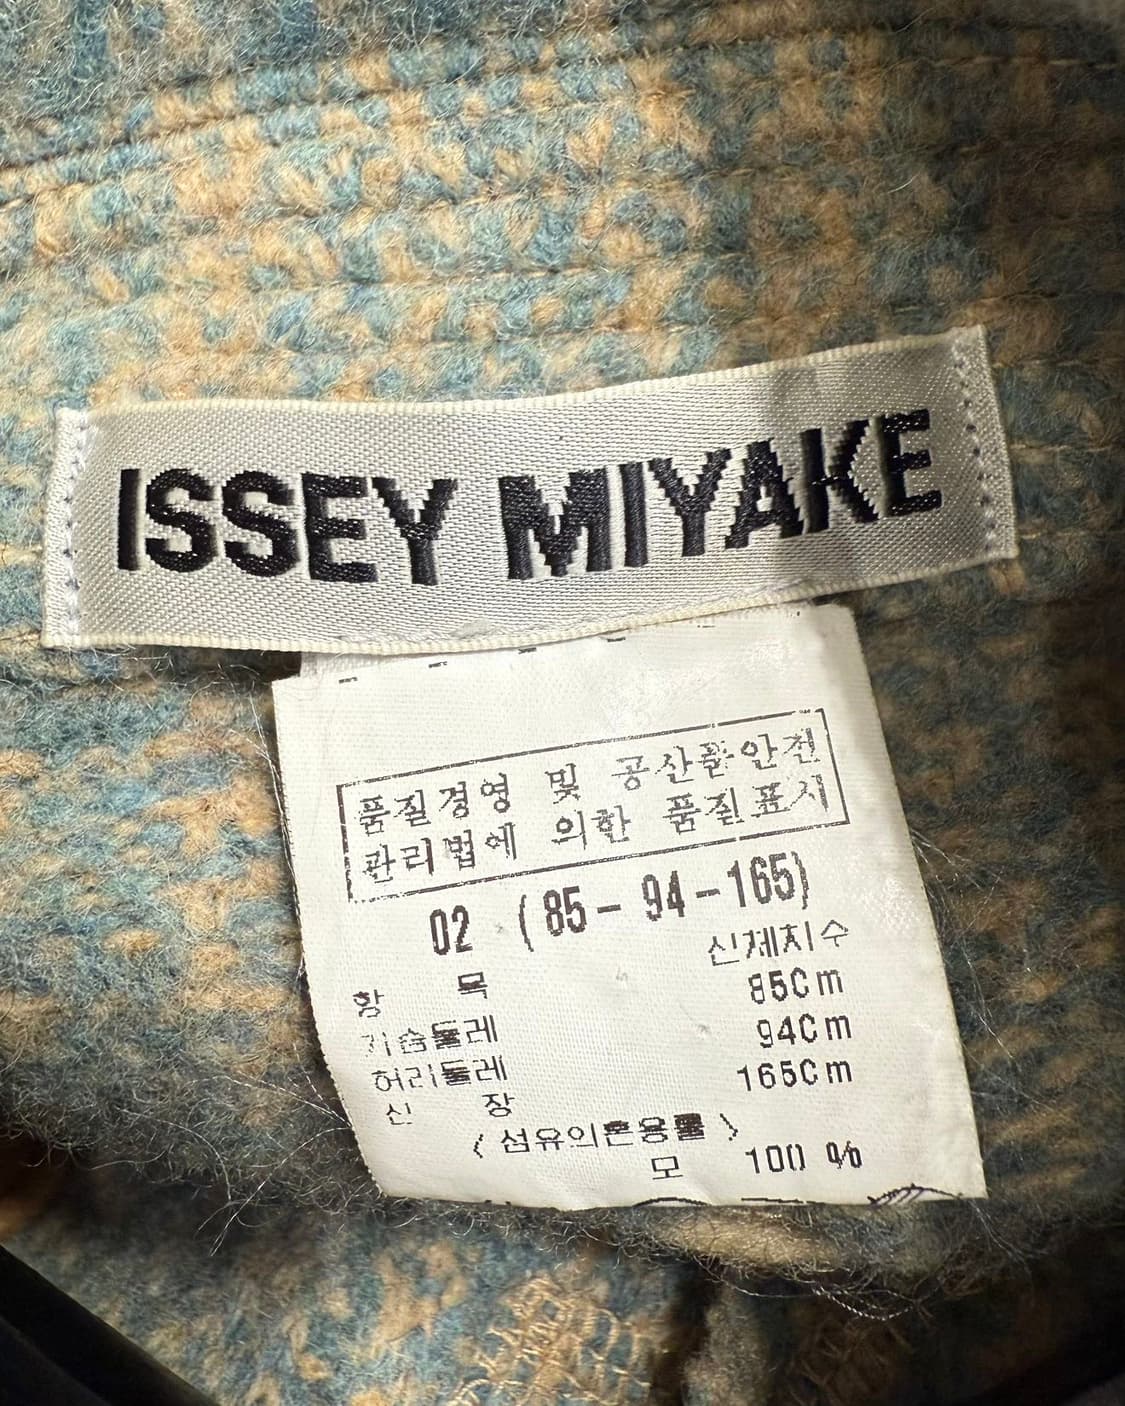 ISSEY MIYAKE
품질경영 및 공산품안전
관리법에 의한 품질표시
02 (85-94-165)
신체치수
항 목
85Cm
가슴둘레
94Cm
허리둘레
165Cm
신 장
<섬유의혼용률>
모 100 %